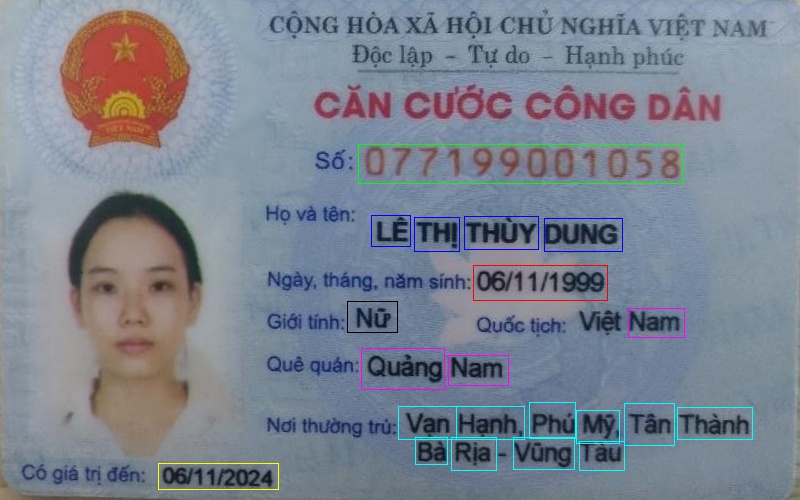 CỘNG HÒA XÃ HỘI CHỦ NGHĨA VIỆT NAM
Độc lập - Tự do - Hạnh phúc
CĂN CƯỚC CÔNG DÂN
Số: 077199001058
Họ và tên: LÊ THỊ THÙY DUNG
Ngày, tháng, năm sinh: 06/11/1999
Giới tính: Nữ Quốc tịch: Việt Nam
Quê quán: Quảng Nam
Nơi thường trú: Vạn Hạnh, Phú Mỹ, Tân Thành
Bà Rịa - Vũng Tàu
Có giá trị đến: 06/11/2024